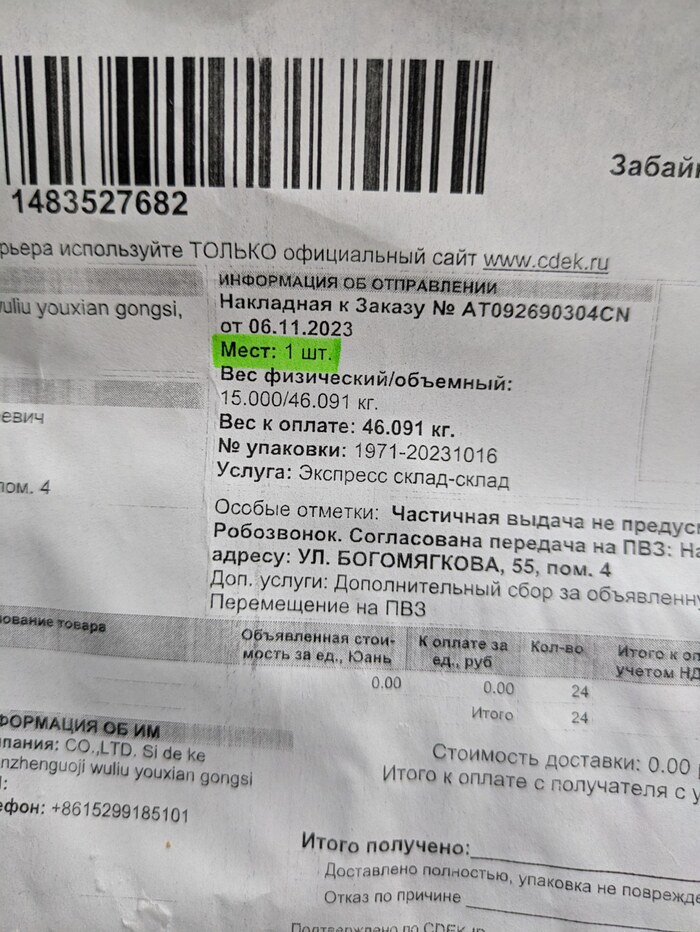 Забай
1483527682
рьера используйте ТОЛЬКО официальный сайт www.cdek.ru
wuliu youxian gongsi,
ИНФОРМАЦИЯ ОБ ОТПРАВЛЕНИИ
Накладная к Заказу № AT092690304CN
от 06.11.2023
Мест: 1 шт.
Вес физический/объемный:
15.000/46.091 кг.
Вес к оплате: 46.091 кг.
№ упаковки: 1971-20231016
Услуга: Экспресс склад-склад
евич
пом. 4
Особые отметки: Частичная выдача не предус
Робозвонок. Согласована передача на ПВЗ: На
адресу: УЛ. БОГОМЯГКОВА, 55, пом. 4
Доп. услуги: Дополнительный сбор за объявленну
Перемещение на ПВЗ
нование товара
Объявленная стои-
мость за ед., Юань
К оплате за
ед., руб
Кол-во
Итого к оп
учетом НД
0.00 0.00 24
Итого 24
Стоимость доставки: 0.00
Итого к оплате с получателя с у
ФОРМАЦИЯ ОБ ИМ
пания: CO.,LTD. Si de ke
nzhenguoji wuliu youxian gongsi
ефон: +8615299185101
Итого получено:
Доставлено полностью, упаковка не поврежде
Отказ по причине